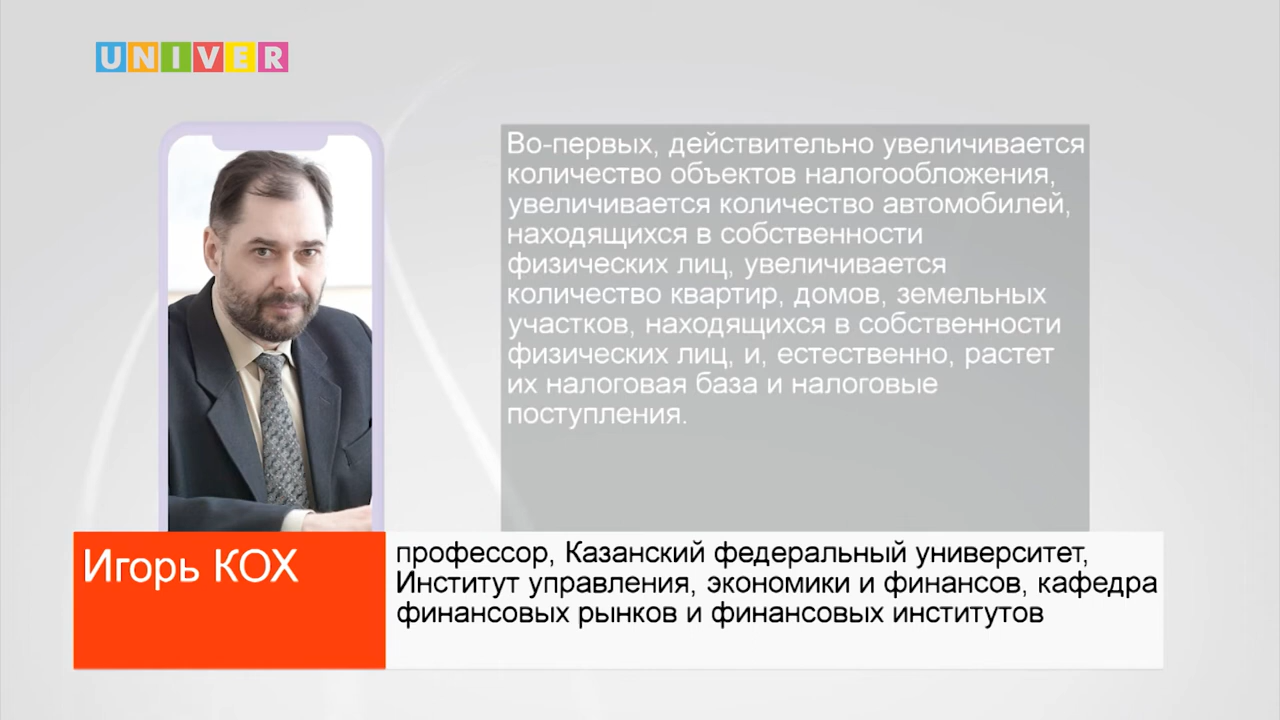 UNIVER
Во-первых, действительно увеличивается
количество объектов налогообложения,
увеличивается количество автомобилей,
находящихся в собственности
физических лиц, увеличивается
количество квартир, домов, земельных
участков, находящихся в собственности
физических лиц, и, естественно, растет
их налоговая база и налоговые
поступления.
Игорь КОХ
профессор, Казанский федеральный университет,
Институт управления, экономики и финансов, кафедра
финансовых рынков и финансовых институтов